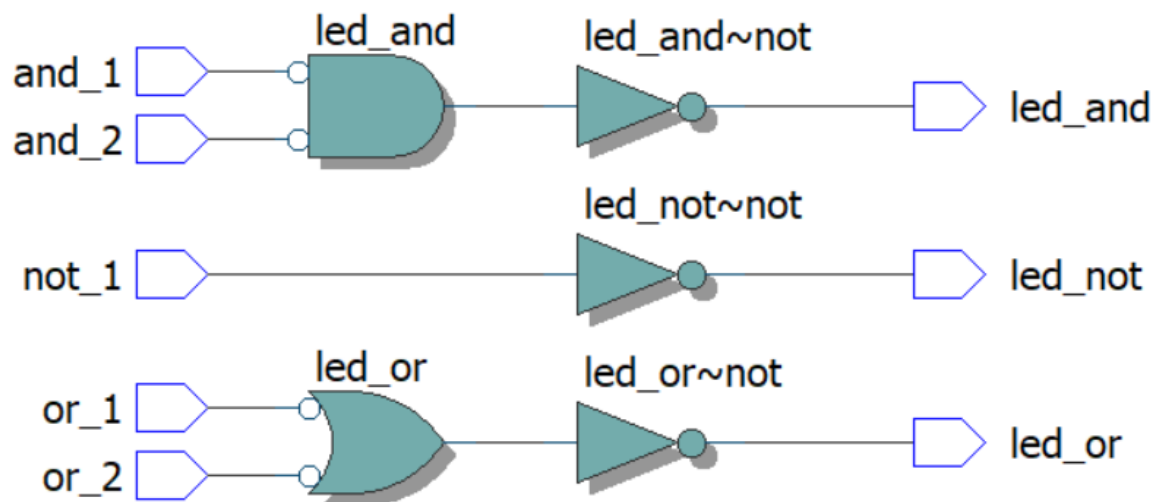 led_and
led_and~not
and_1
and_2
led_and
led_not~not
not_1
led_not
led_or
led_or~not
or_1
or_2
led_or